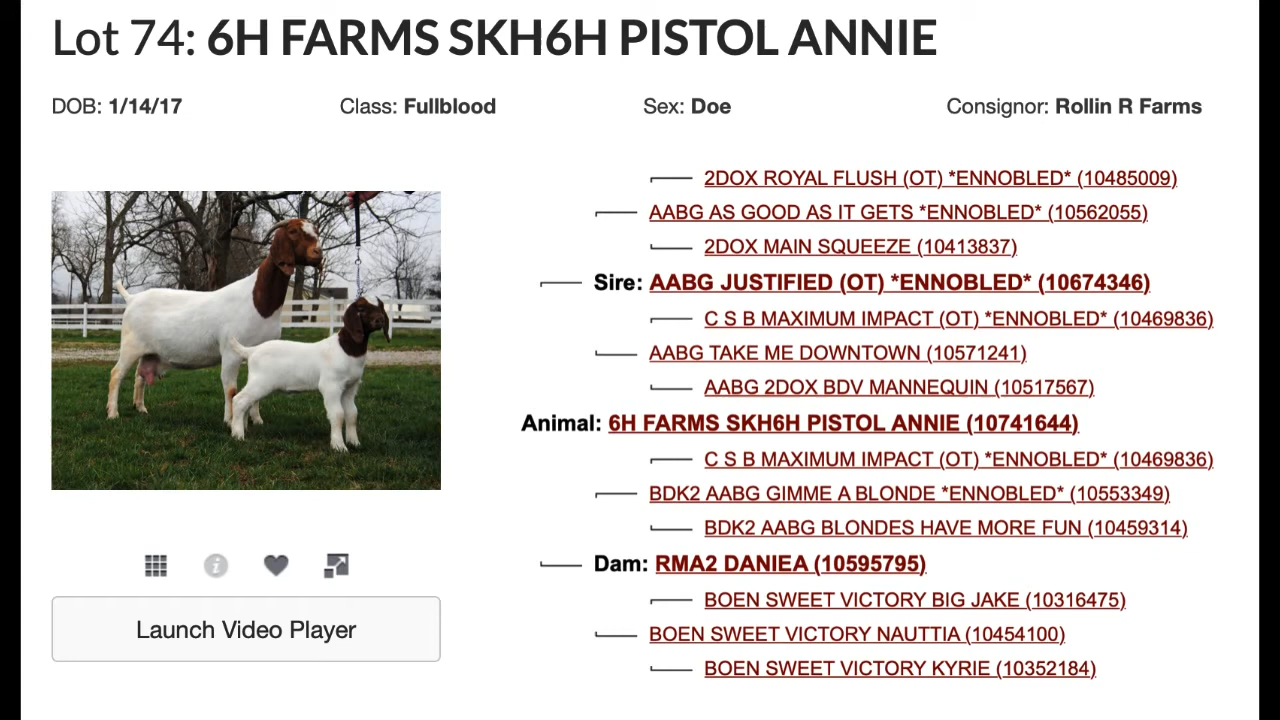 Lot 74: 6H FARMS SKH6H PISTOL ANNIE
DOB: 1/14/17 Class: Fullblood Sex: Doe Consignor: Rollin R Farms
2DOX ROYAL FLUSH (OT) *ENNOBLED* (10485009)
AABG AS GOOD AS IT GETS *ENNOBLED* (10562055)
2DOX MAIN SQUEEZE (10413837)
Sire: AABG JUSTIFIED (OT) *ENNOBLED* (10674346)
C S B MAXIMUM IMPACT (OT) *ENNOBLED* (10469836)
AABG TAKE ME DOWNTOWN (10571241)
AABG 2DOX BDV MANNEQUIN (10517567)
Animal: 6H FARMS SKH6H PISTOL ANNIE (10741644)
C S B MAXIMUM IMPACT (OT) *ENNOBLED* (10469836)
BDK2 AABG GIMME A BLONDE *ENNOBLED* (10553349)
BDK2 AABG BLONDES HAVE MORE FUN (10459314)
Dam: RMA2 DANIEA (10595795)
BOEN SWEET VICTORY BIG JAKE (10316475)
BOEN SWEET VICTORY NAUTTIA (10454100)
BOEN SWEET VICTORY KYRIE (10352184)
Launch Video Player